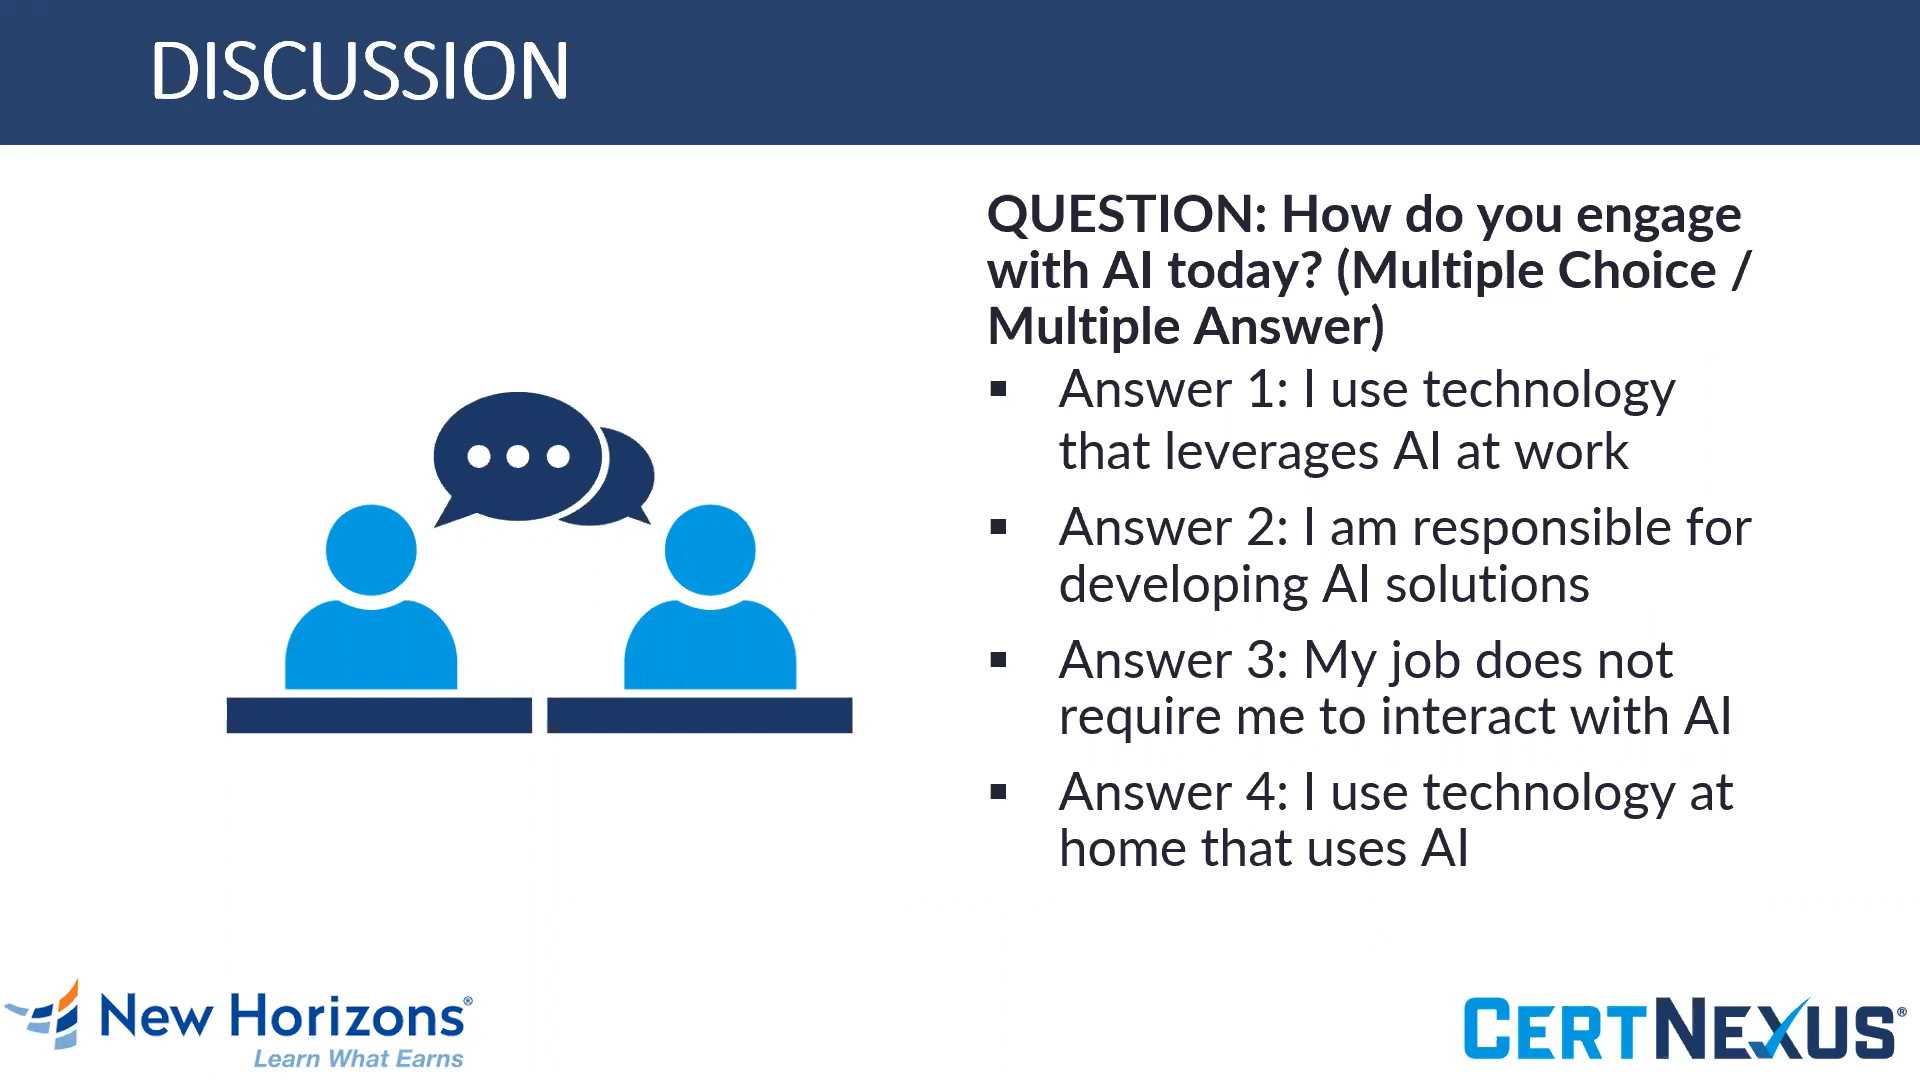 DISCUSSION
QUESTION: How do you engage
with AI today? (Multiple Choice /
Multiple Answer)
▪ Answer 1: I use technology
that leverages AI at work
▪ Answer 2: I am responsible for
developing AI solutions
▪ Answer 3: My job does not
require me to interact with AI
▪ Answer 4: I use technology at
home that uses AI
New Horizons®
Learn What Earns
CERTNEXUS®